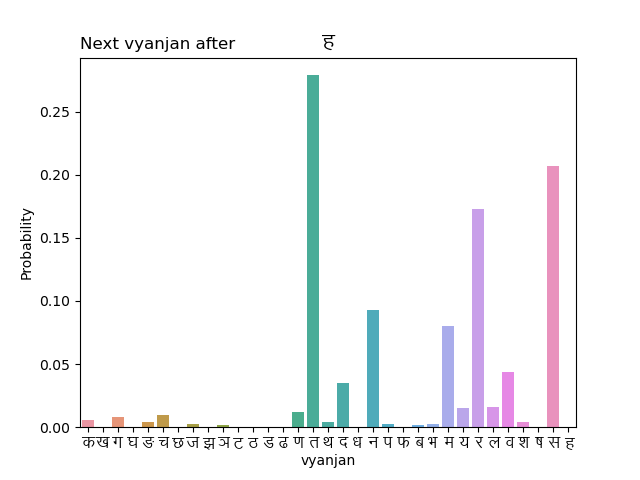 Next vyanjan after ह
0.25
0.20
0.15
0.10
0.05
0.00
Probability
क ख ग घ ङ च छ ज झ ञ ट ठ ड ढ ण त थ द ध न प फ ब भ म य र ल व श ष स ह
vyanjan